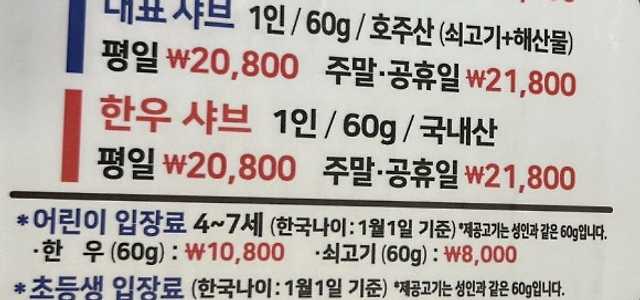 대표 샤브 1인 / 60g / 호주산 (쇠고기+해산물)
평일 ₩20,800 주말·공휴일 ₩21,800
한우 샤브 1인 / 60g / 국내산
평일 ₩20,800 주말·공휴일 ₩21,800
*어린이 입장료 4~7세 (한국나이:1월1일 기준) *제공고기는 성인과 같은 60g입니다.
·한 우 (60g) : ₩10,800 ·쇠고기 (60g) : ₩8,000
*초등생 입장료 (한국나이:1월1일 기준) *제공고기는 성인과 같은 60g입니다.